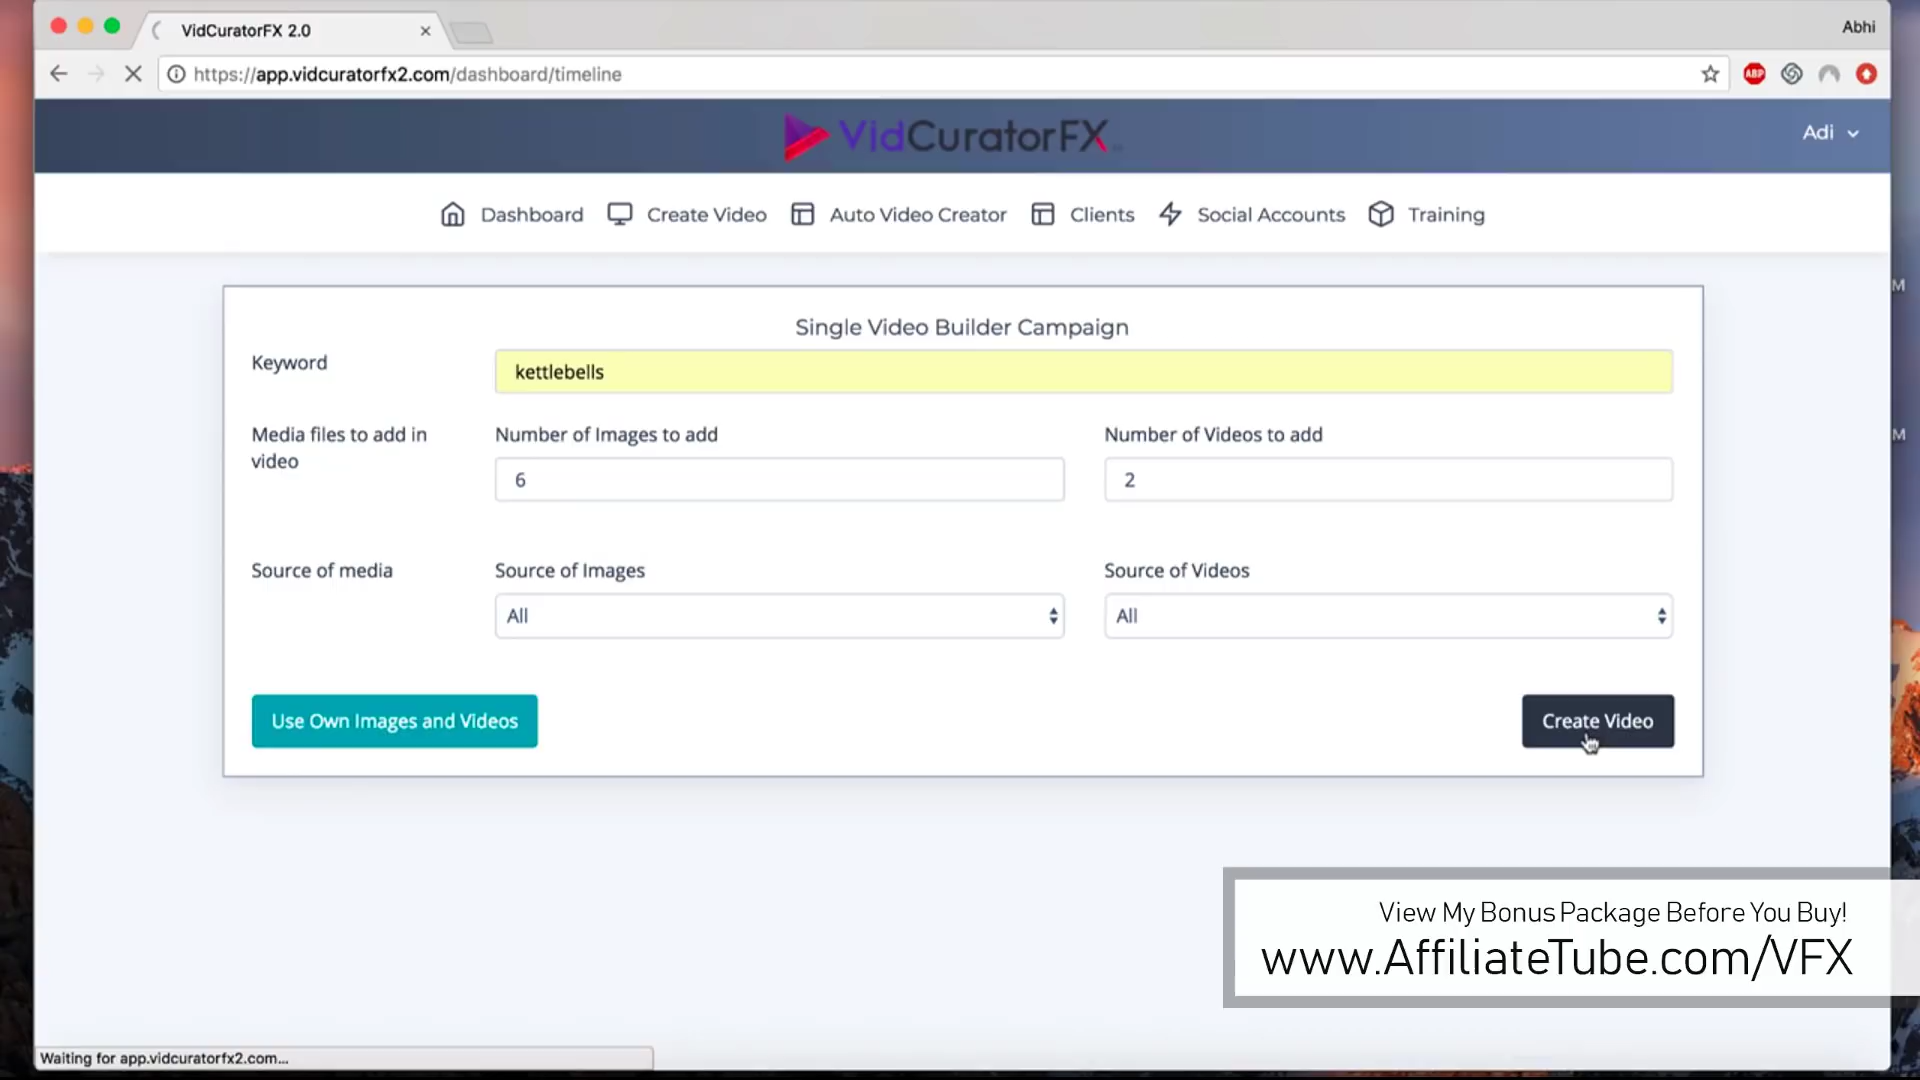 VidCuratorFX 2.0
Abhi
https://app.vidcuratorfx2.com/dashboard/timeline
ABP
VidCuratorFX
Adi
Dashboard
Create Video
Auto Video Creator
Clients
Social Accounts
Training
Single Video Builder Campaign
Keyword
kettlebells
Media files to add in
video
Number of Images to add
6
Number of Videos to add
2
Source of media
Source of Images
All
Source of Videos
All
Use Own Images and Videos
Create Video
M
M
View My Bonus Package Before You Buy!
www.AffiliateTube.com/VFX
Waiting for app.vidcuratorfx2.com...